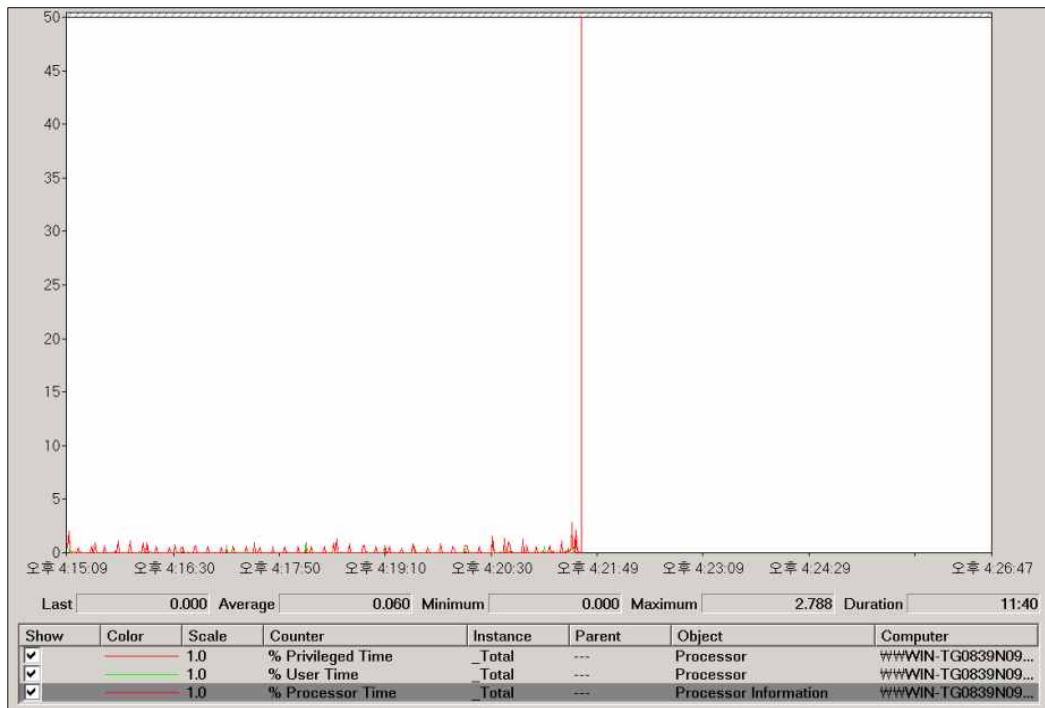 50
45
40
35
30
25
20
15
10
5
0
오후 4:15:09 오후 4:16:30 오후 4:17:50 오후 4:19:10 오후 4:20:30 오후 4:21:49 오후 4:23:09 오후 4:24:29 오후 4:26:47
Last 0.000 Average 0.060 Minimum 0.000 Maximum 2.788 Duration 11:40
Show Color Scale Counter Instance Parent Object Computer
1.0 % Privileged Time _Total --- Processor ₩₩WIN-TG0839N09...
1.0 % User Time _Total --- Processor ₩₩WIN-TG0839N09...
1.0 % Processor Time _Total --- Processor Information ₩₩WIN-TG0839N09...